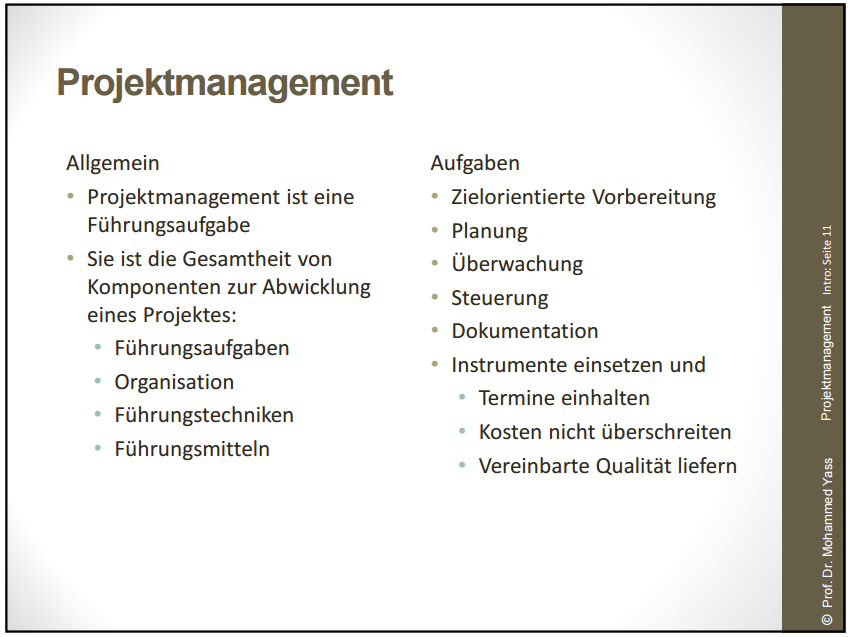 Projektmanagement
Allgemein
• Projektmanagement ist eine
Führungsaufgabe
• Sie ist die Gesamtheit von
Komponenten zur Abwicklung
eines Projektes:
• Führungsaufgaben
• Organisation
• Führungstechniken
• Führungsmitteln
Aufgaben
• Zielorientierte Vorbereitung
• Planung
• Überwachung
• Steuerung
• Dokumentation
• Instrumente einsetzen und
• Termine einhalten
• Kosten nicht überschreiten
• Vereinbarte Qualität liefern
© Prof. Dr. Mohammed Yass Projektmanagement Intro: Seite 11